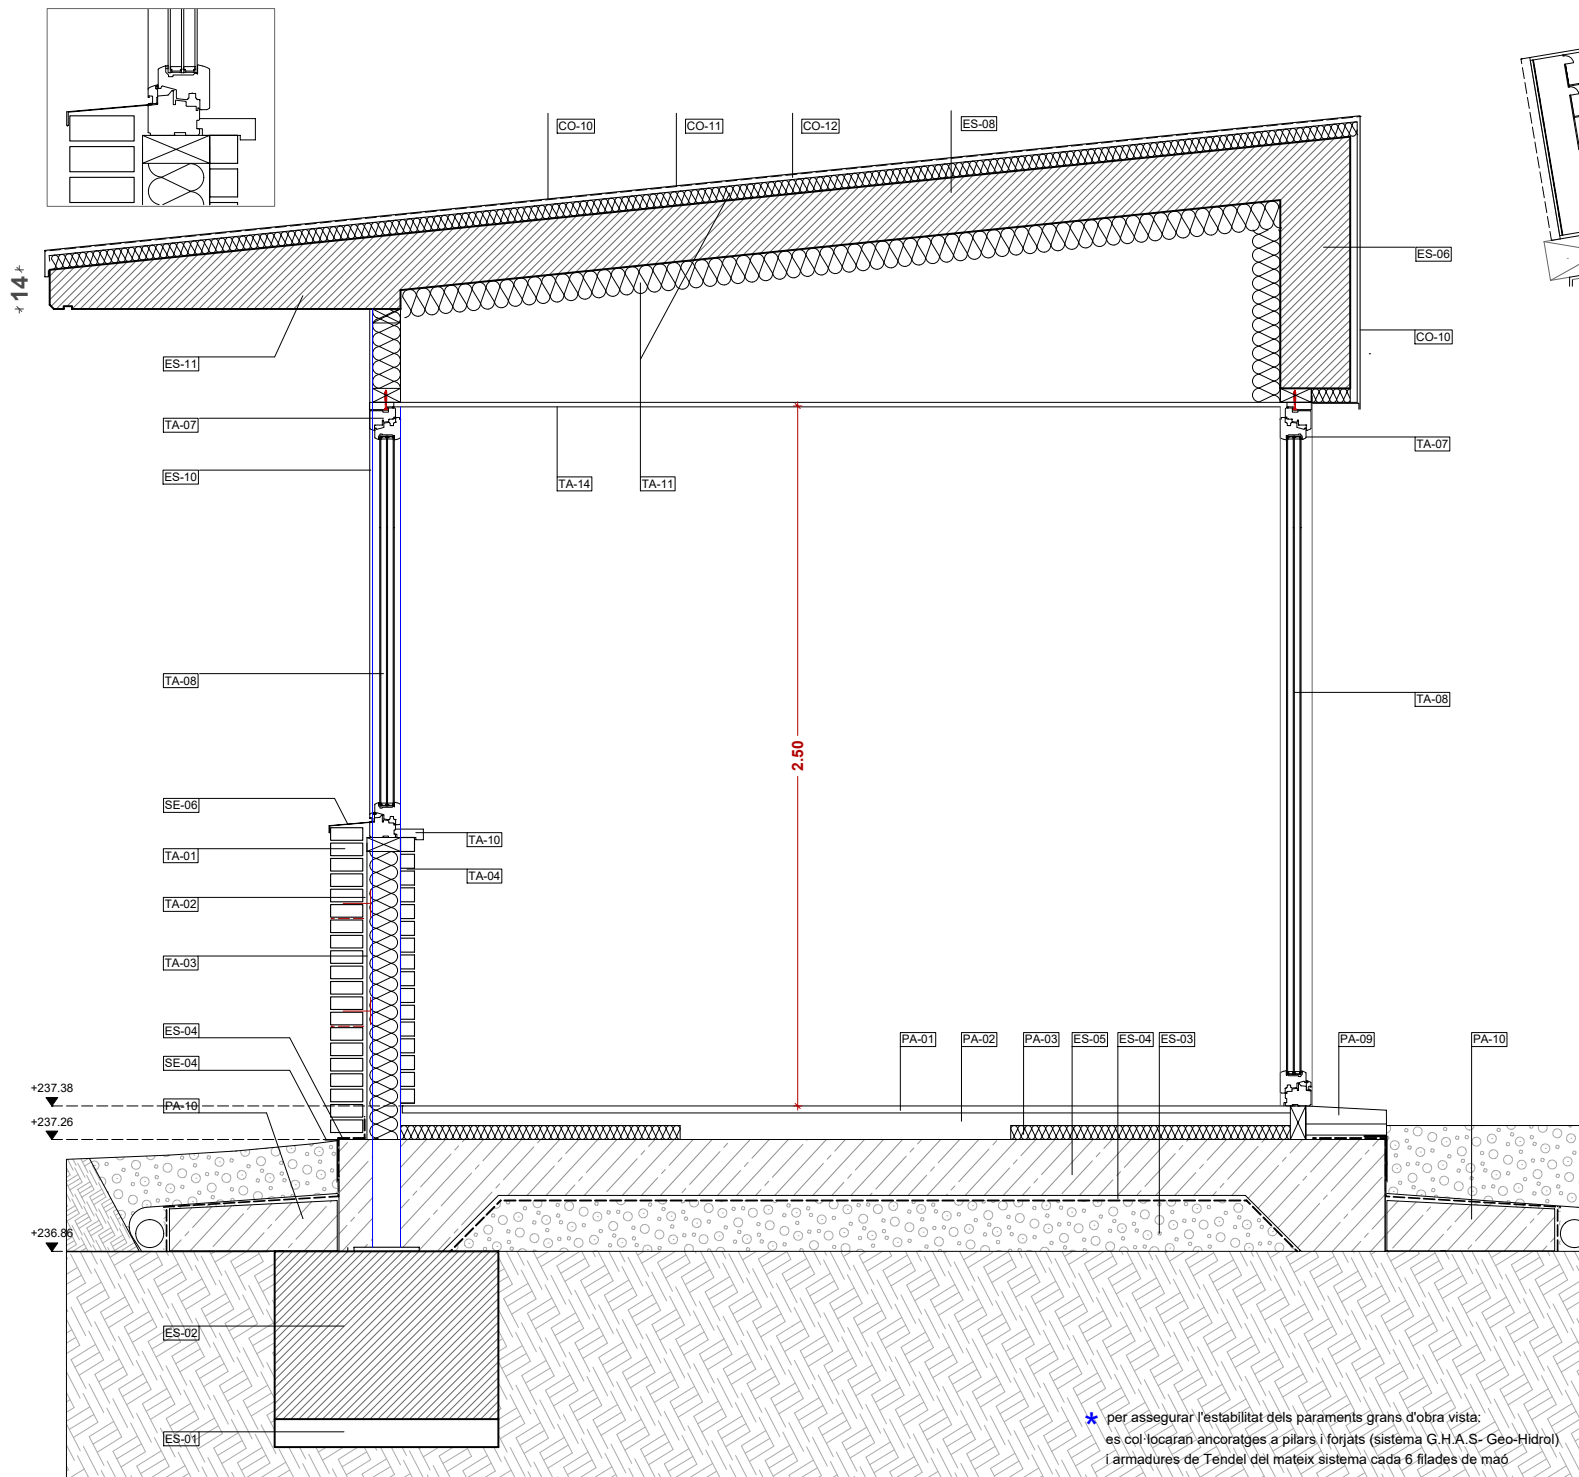 CO-10
CO-11
CO-12
ES-08
ES-06
14
ES-11
CO-10
TA-07
TA-07
ES-10
TA-14
TA-11
TA-08
TA-08
2.50
SE-06
TA-01
TA-10
TA-04
TA-02
TA-03
ES-04
PA-01
PA-02
PA-03
ES-05
ES-04
ES-03
PA-09
PA-10
SE-04
+237.38
PA-10
+237.26
+236.86
ES-02
ES-01
* per assegurar l'estabilitat dels paraments grans d'obra vista:
es col·locaran ancoratges a pilars i forjats (sistema G.H.A.S- Geo-Hidrol)
i armadures de Tendel del mateix sistema cada 6 filades de maó